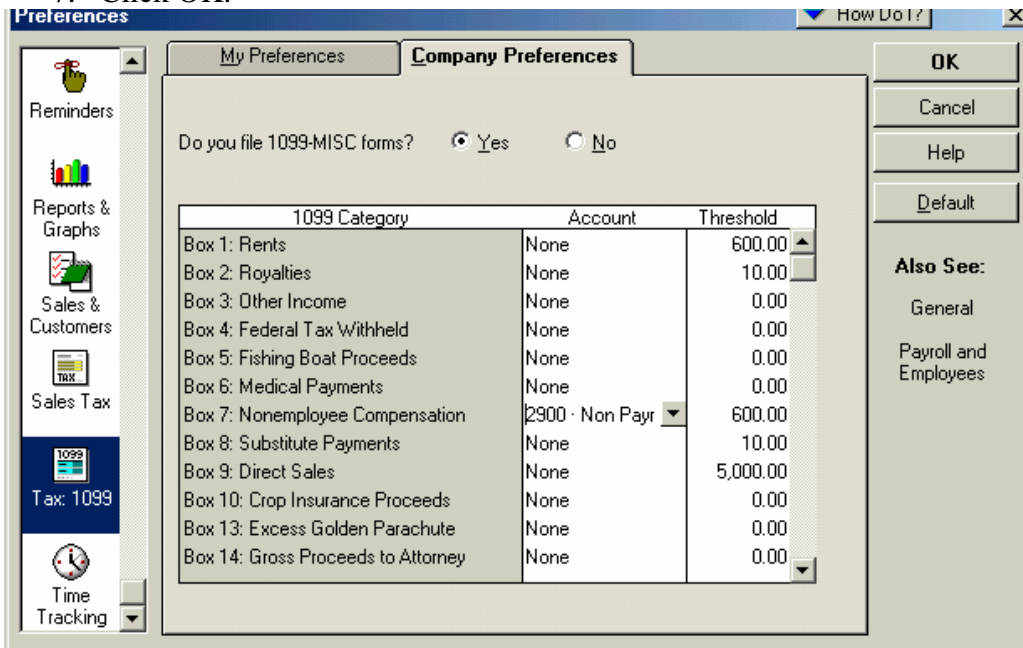 7. Click OK.
Preferences
How Do I?
My Preferences
Company Preferences
OK
Cancel
Help
Default
Also See:
General
Payroll and
Employees
Reminders
Reports &
Graphs
Sales &
Customers
TAX
Sales Tax
1099
Tax: 1099
Time
Tracking
Do you file 1099-MISC forms? Yes No
1099 Category Account Threshold
Box 1: Rents None 600.00
Box 2: Royalties None 10.00
Box 3: Other Income None 0.00
Box 4: Federal Tax Withheld None 0.00
Box 5: Fishing Boat Proceeds None 0.00
Box 6: Medical Payments None 0.00
Box 7: Nonemployee Compensation 2900 · Non Payr 600.00
Box 8: Substitute Payments None 10.00
Box 9: Direct Sales None 5,000.00
Box 10: Crop Insurance Proceeds None 0.00
Box 13: Excess Golden Parachute None 0.00
Box 14: Gross Proceeds to Attorney None 0.00